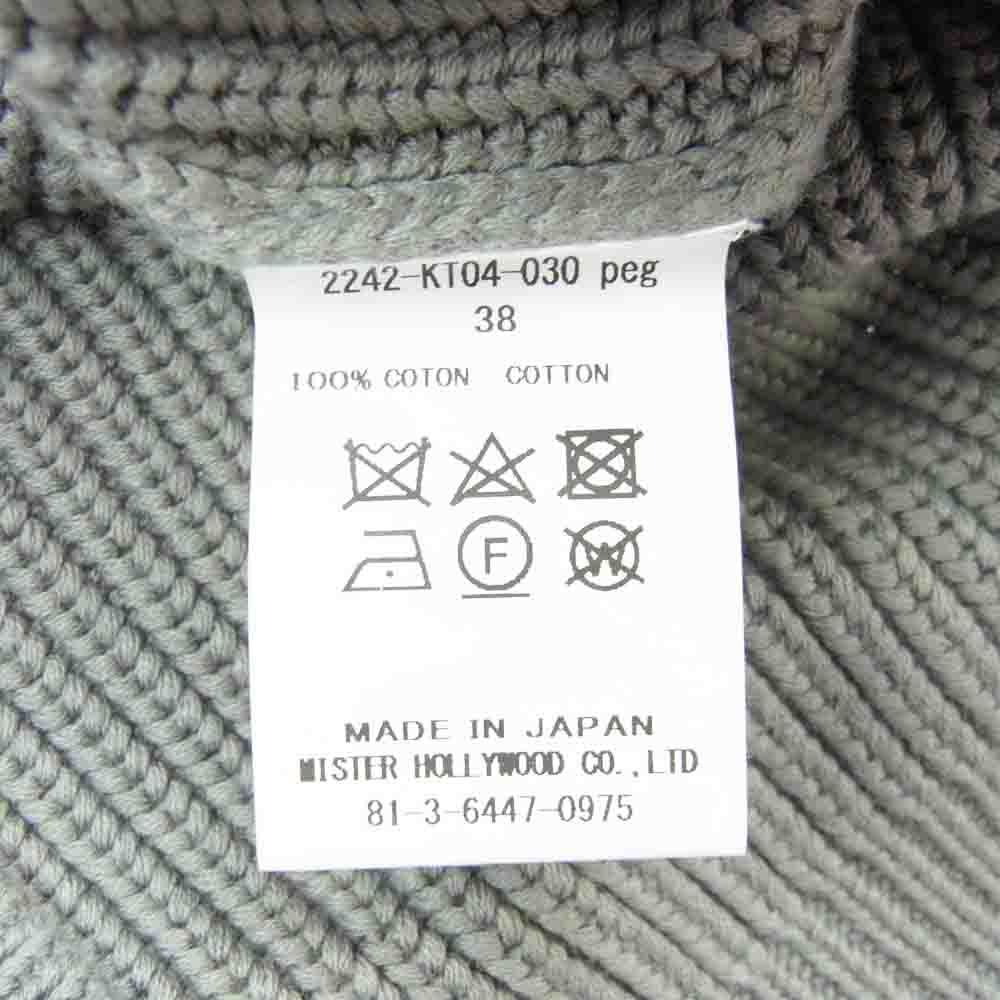 2242-KT04-030 peg
38
100% COTON COTTON
F
W
MADE IN JAPAN
MISTER HOLLYWOOD CO.,LTD
81-3-6447-0975